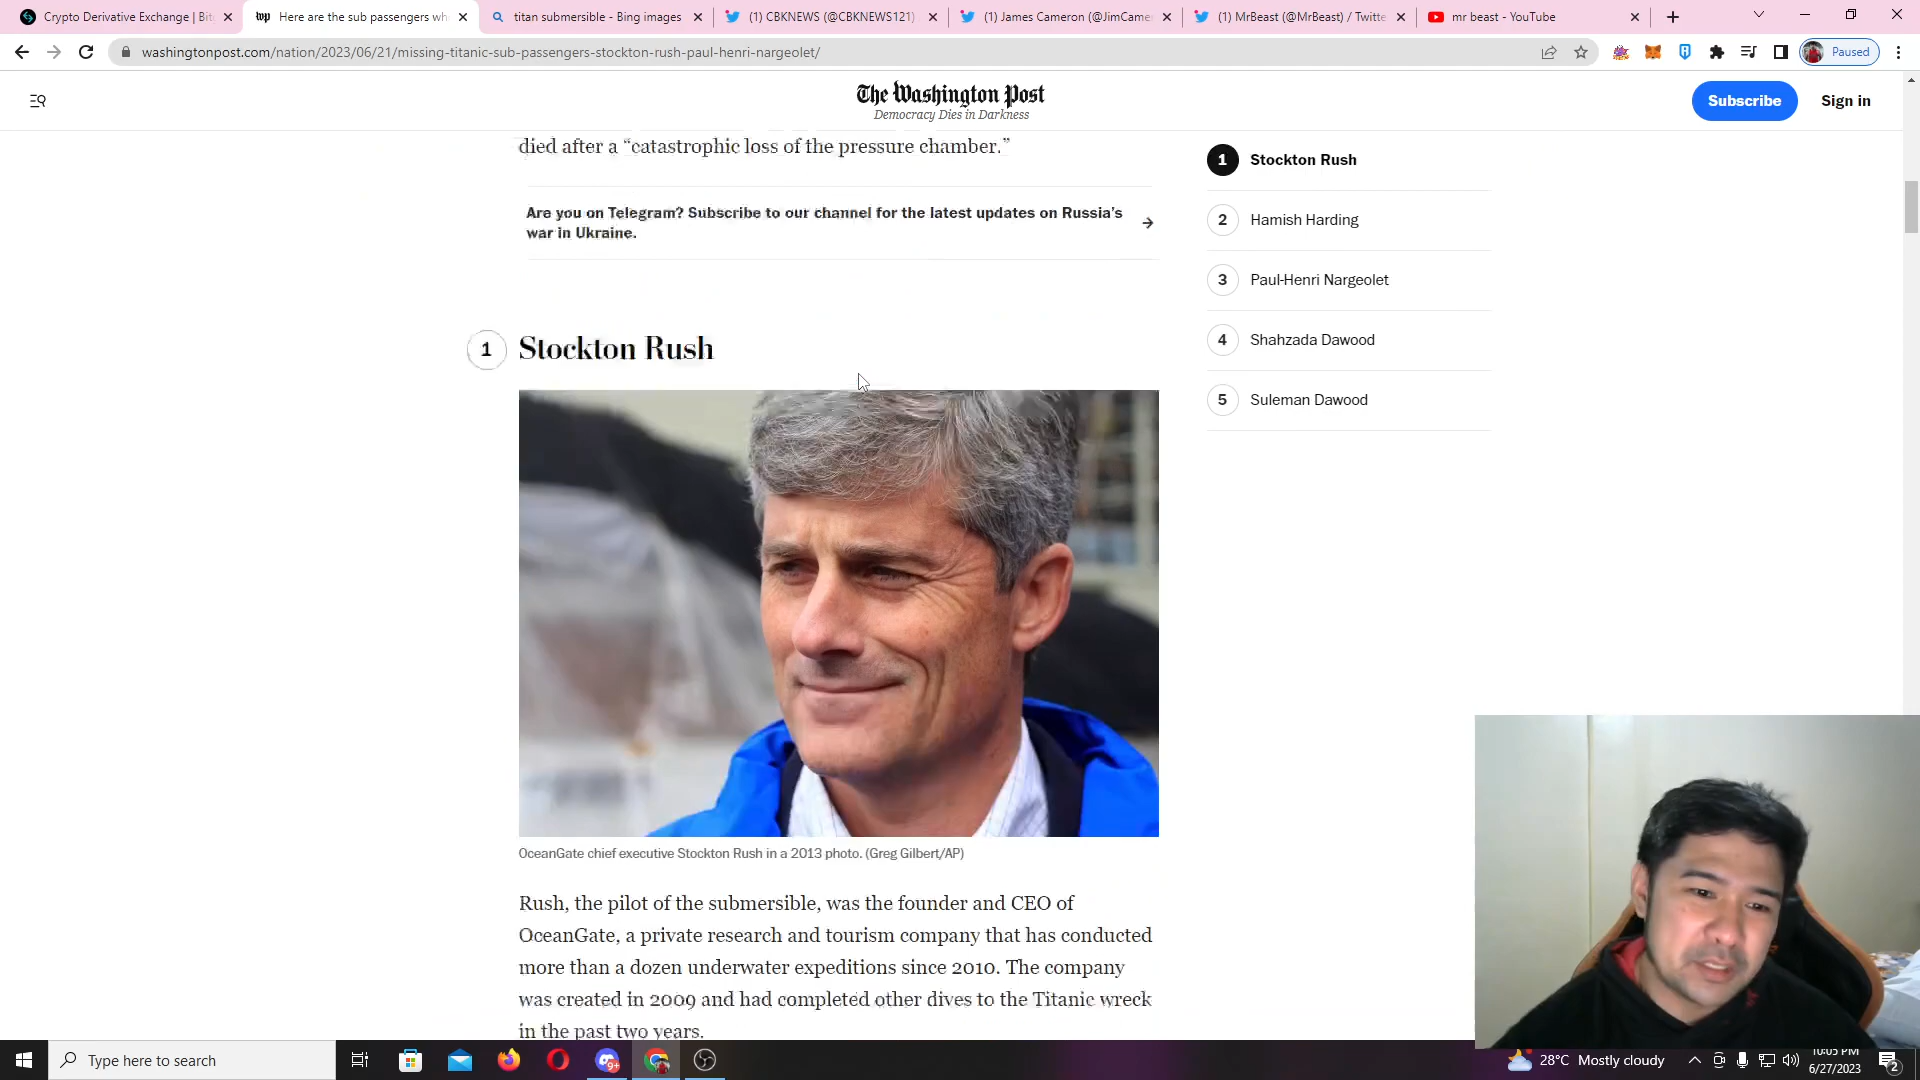 Crypto Derivative Exchange | Bit
Here are the sub passengers wh
titan submersible - Bing images
(1) CBKNEWS (@CBKNEWS121)
(1) James Cameron (@JimCame
(1) MrBeast (@MrBeast) / Twitte
mr beast - YouTube
washingtonpost.com/nation/2023/06/21/missing-titanic-sub-passengers-stockton-rush-paul-henri-nargeolet/
Paused
The Washington Post
Democracy Dies in Darkness
Subscribe
Sign in
died after a “catastrophic loss of the pressure chamber.”
Are you on Telegram? Subscribe to our channel for the latest updates on Russia’s
war in Ukraine.
1 Stockton Rush
2 Hamish Harding
3 Paul-Henri Nargeolet
4 Shahzada Dawood
5 Suleman Dawood
1 Stockton Rush
OceanGate chief executive Stockton Rush in a 2013 photo. (Greg Gilbert/AP)
Rush, the pilot of the submersible, was the founder and CEO of
OceanGate, a private research and tourism company that has conducted
more than a dozen underwater expeditions since 2010. The company
was created in 2009 and had completed other dives to the Titanic wreck
in the past two years.
Type here to search
28°C Mostly cloudy
10:05 PM
6/27/2023